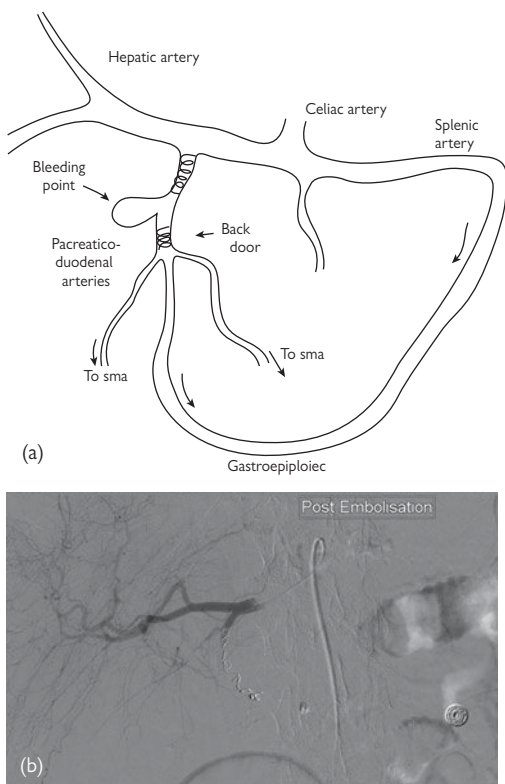 Hepatic artery
Celiac artery
Splenic
artery
Bleeding
point
Back
door
Pacreatico-
duodenal
arteries
To sma
To sma
Gastroepiploiec
(a)
Post Embolisation
(b)